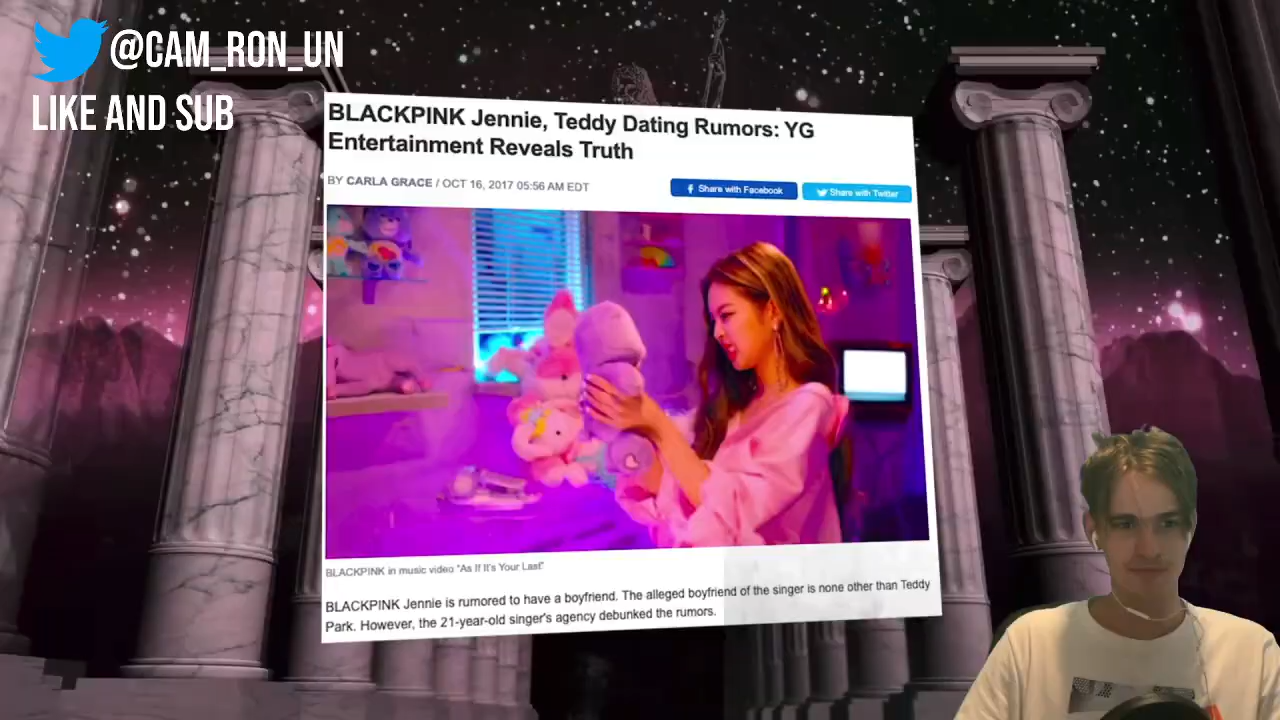 @CAM_RON_UN
LIKE AND SUB
BLACKPINK Jennie, Teddy Dating Rumors: YG
Entertainment Reveals Truth
BY CARLA GRACE / OCT 16, 2017 05:56 AM EDT
Share with Facebook
Share with Twitter
BLACKPINK in music video "As If It's Your Last"
BLACKPINK Jennie is rumored to have a boyfriend. The alleged boyfriend of the singer is none other than Teddy
Park. However, the 21-year-old singer's agency debunked the rumors.